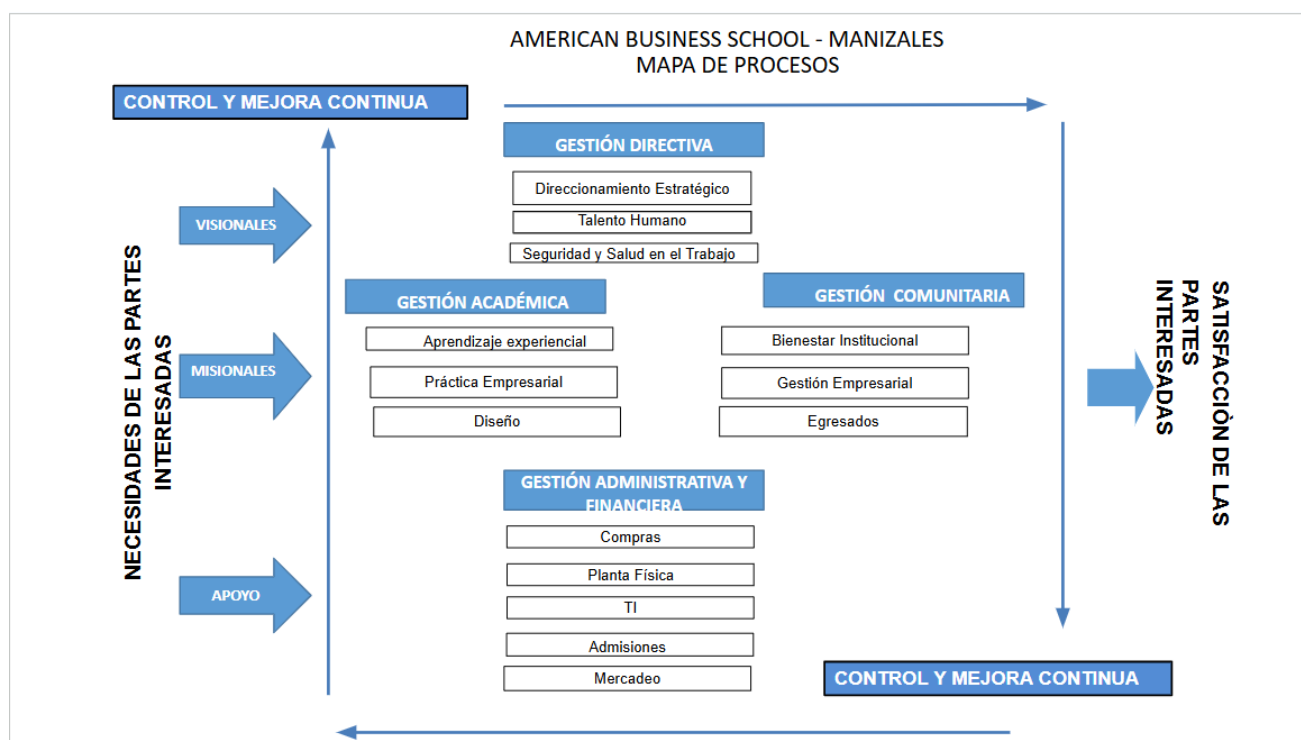 AMERICAN BUSINESS SCHOOL - MANIZALES
MAPA DE PROCESOS
CONTROL Y MEJORA CONTINUA
GESTIÓN DIRECTIVA
Direccionamiento Estratégico
Talento Humano
Seguridad y Salud en el Trabajo
VISIONALES
NECESIDADES DE LAS PARTES
INTERESADAS
GESTIÓN ACADÉMICA
Aprendizaje experiencial
Práctica Empresarial
Diseño
GESTIÓN COMUNITARIA
Bienestar Institucional
Gestión Empresarial
Egresados
MISIONALES
SATISFACCIÒN DE LAS
PARTES
INTERESADAS
GESTIÓN ADMINISTRATIVA Y
FINANCIERA
Compras
Planta Física
TI
Admisiones
Mercadeo
APOYO
CONTROL Y MEJORA CONTINUA